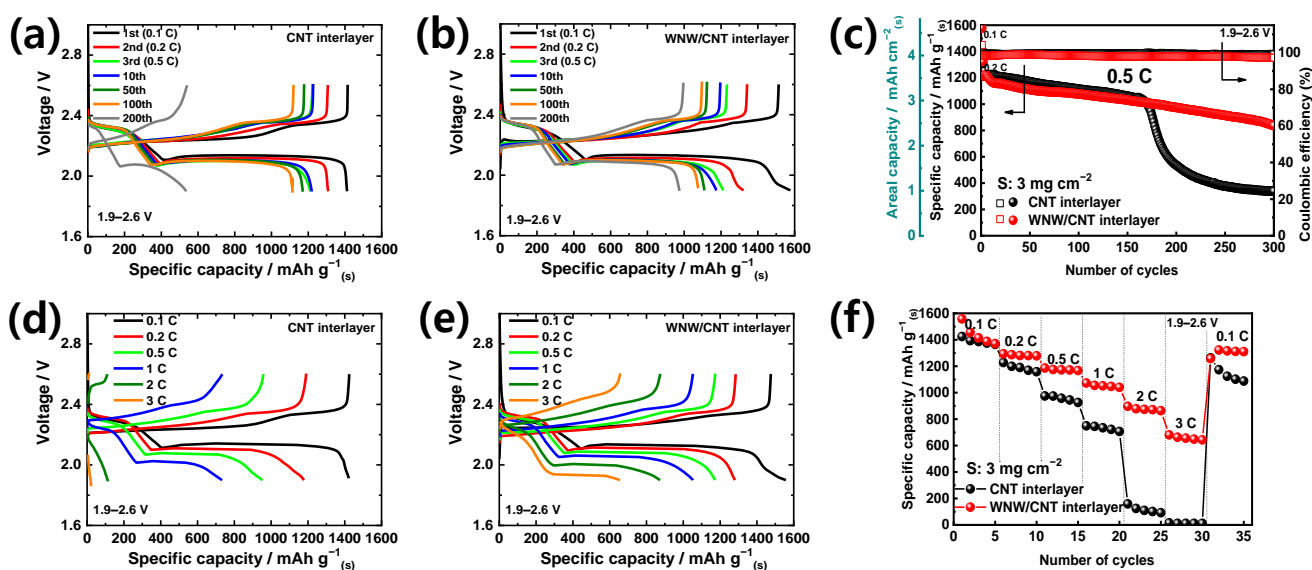 (a)
CNT interlayer
1st (0.1 C)
2nd (0.2 C)
3rd (0.5 C)
10th
50th
100th
200th
1.9–2.6 V
Voltage / V
2.8
2.4
2.0
1.6
0 200 400 600 800 1000 1200 1400 1600
Specific capacity / mAh g⁻¹(s)
(b)
WNW/CNT interlayer
1st (0.1 C)
2nd (0.2 C)
3rd (0.5 C)
10th
50th
100th
200th
1.9–2.6 V
Voltage / V
2.8
2.4
2.0
1.6
0 200 400 600 800 1000 1200 1400 1600
Specific capacity / mAh g⁻¹(s)
(c)
Areal capacity / mAh cm⁻²(s)
4
3
2
1
0
Specific capacity / mAh g⁻¹(s)
1600
1400
1200
1000
800
600
400
200
0
0.1 C
0.2 C
1.9–2.6 V
0.5 C
S: 3 mg cm⁻²
CNT interlayer
WNW/CNT interlayer
100
80
60
40
20
0
Coulombic efficiency (%)
0 50 100 150 200 250 300
Number of cycles
(d)
CNT interlayer
0.1 C
0.2 C
0.5 C
1 C
2 C
3 C
1.9–2.6 V
Voltage / V
2.8
2.4
2.0
1.6
0 200 400 600 800 1000 1200 1400 1600
Specific capacity / mAh g⁻¹(s)
(e)
WNW/CNT interlayer
0.1 C
0.2 C
0.5 C
1 C
2 C
3 C
1.9–2.6 V
Voltage / V
2.8
2.4
2.0
1.6
0 200 400 600 800 1000 1200 1400 1600
Specific capacity / mAh g⁻¹(s)
(f)
Specific capacity / mAh g⁻¹(s)
1600
1400
1200
1000
800
600
400
200
0
0.1 C
0.2 C
0.5 C
1 C
2 C
3 C
1.9–2.6 V
0.1 C
S: 3 mg cm⁻²
CNT interlayer
WNW/CNT interlayer
0 5 10 15 20 25 30 35
Number of cycles